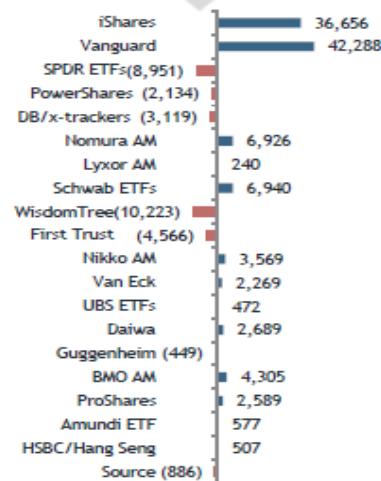 iShares 36,656
Vanguard 42,288
SPDR ETFs(8,951)
PowerShares (2,134)
DB/x-trackers (3,119)
Nomura AM 6,926
Lyxor AM 240
Schwab ETFs 6,940
WisdomTree(10,223)
First Trust (4,566)
Nikko AM 3,569
Van Eck 2,269
UBS ETFs 472
Daiwa 2,689
Guggenheim (449)
BMO AM 4,305
ProShares 2,589
Amundi ETF 577
HSBC/Hang Seng 507
Source (886)